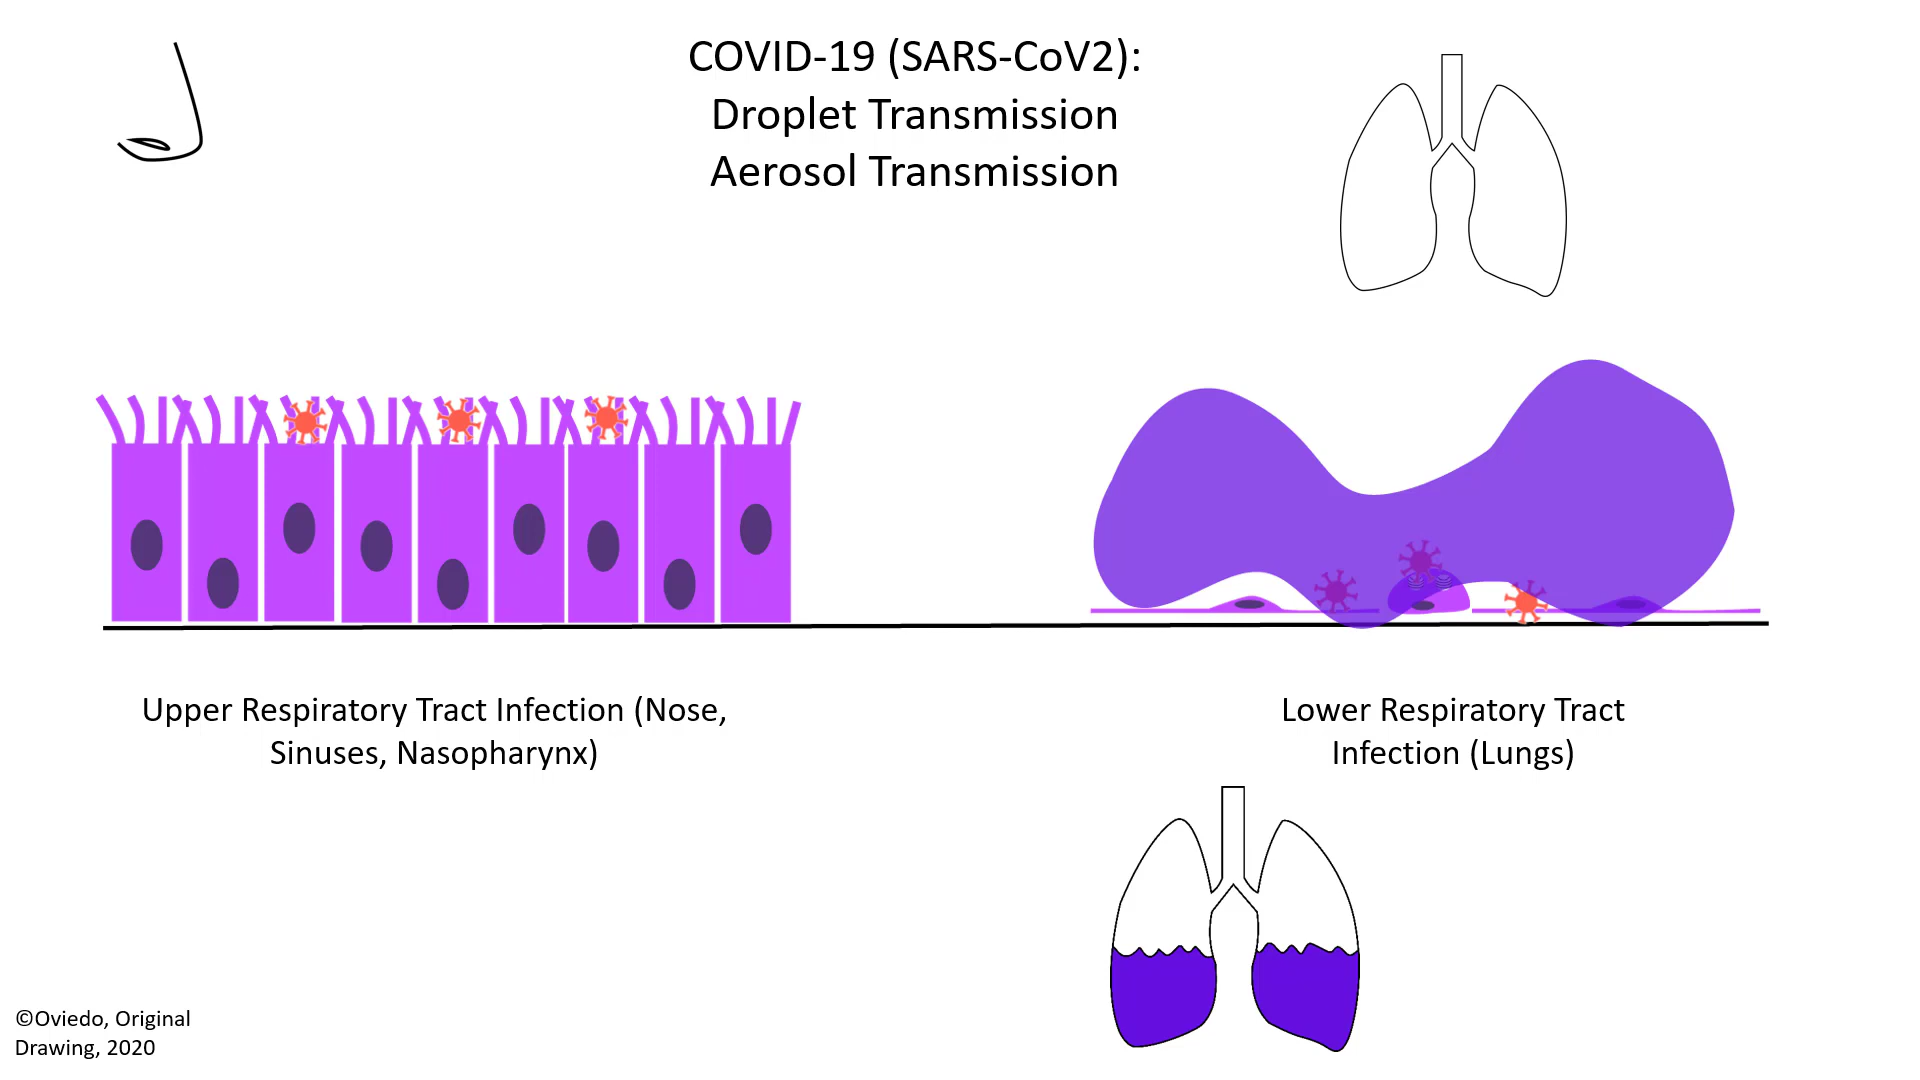 COVID-19 (SARS-CoV2):
Droplet Transmission
Aerosol Transmission
Upper Respiratory Tract Infection (Nose,
Sinuses, Nasopharynx)
Lower Respiratory Tract
Infection (Lungs)
©Oviedo, Original
Drawing, 2020